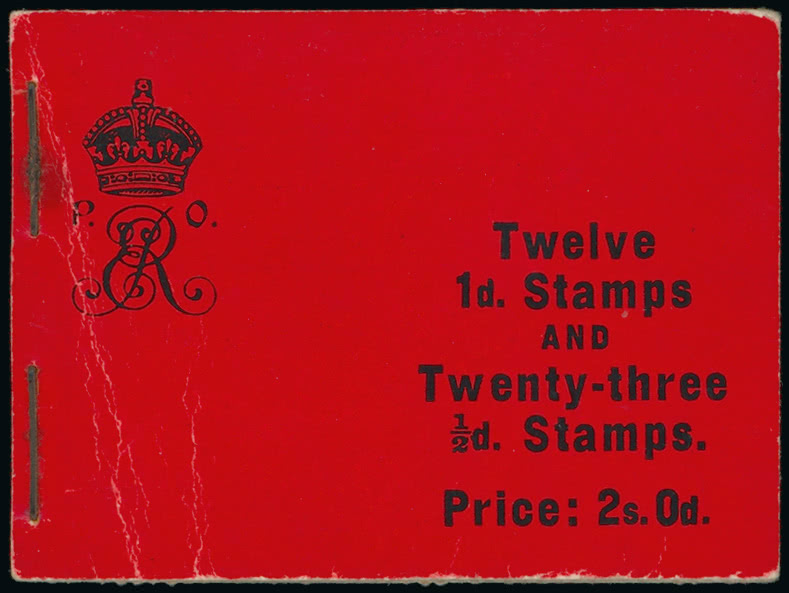 P. O.
ER
Twelve
1d. Stamps
AND
Twenty-three
½d. Stamps.
Price: 2s. 0d.